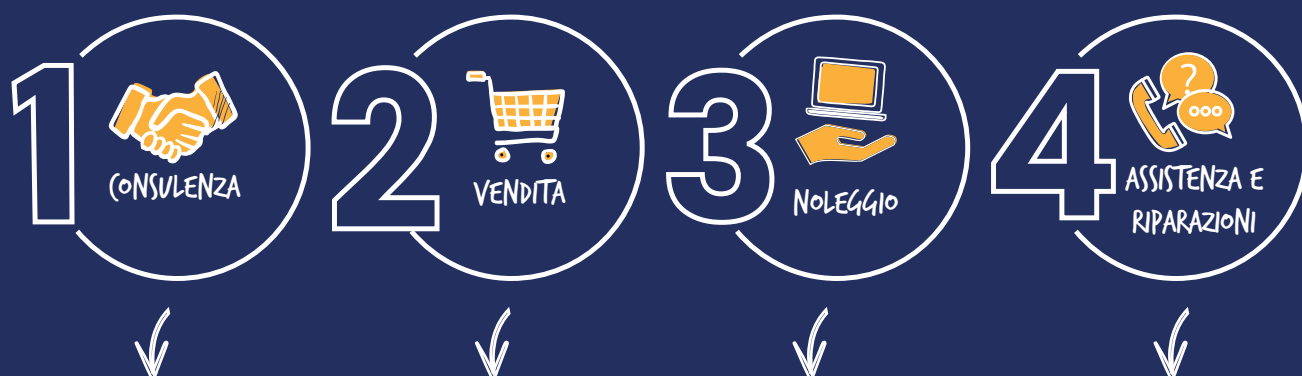 1
CONSULENZA
2
VENDITA
3
NOLEGGIO
4
?
ASSISTENZA E
RIPARAZIONI